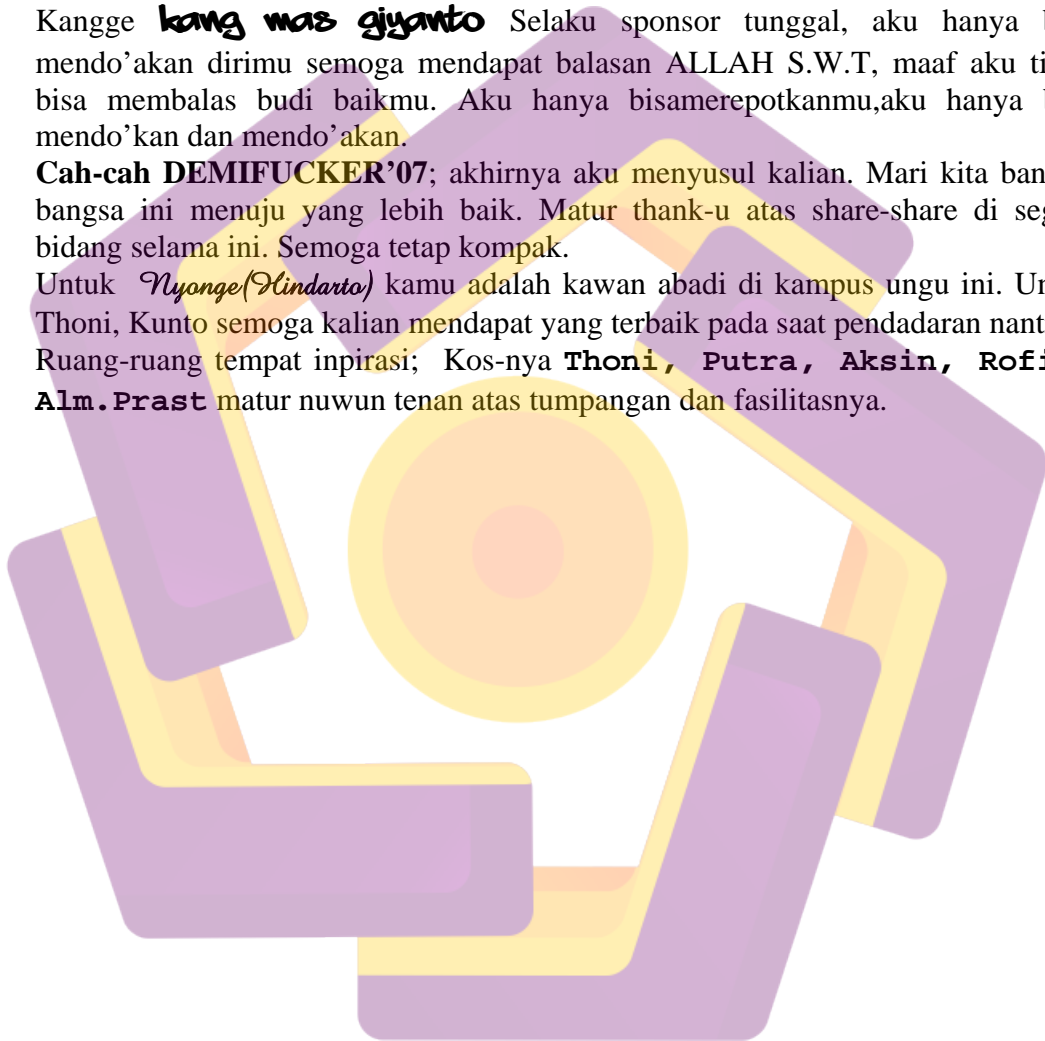 Kangge kang mas giyanto Selaku sponsor tunggal, aku hanya
mendo’akan dirimu semoga mendapat balasan ALLAH S.W.T, maaf aku
bisa membalas budi baikmu. Aku hanya bisamerepotkanmu,aku hanya
mendo’kan dan mendo’akan.
Cah-cah DEMIFUCKER’07; akhirnya aku menyusul kalian. Mari kita
bangsa ini menuju yang lebih baik. Matur thank-u atas share-share di
bidang selama ini. Semoga tetap kompak.
Untuk Nyonge(Hindarto) kamu adalah kawan abadi di kampus ungu ini.
Thoni, Kunto semoga kalian mendapat yang terbaik pada saat pendadaran
Ruang-ruang tempat inpirasi; Kos-nya Thoni, Putra, Aksin,
Alm.Prast matur nuwun tenan atas tumpangan dan fasilitasnya.